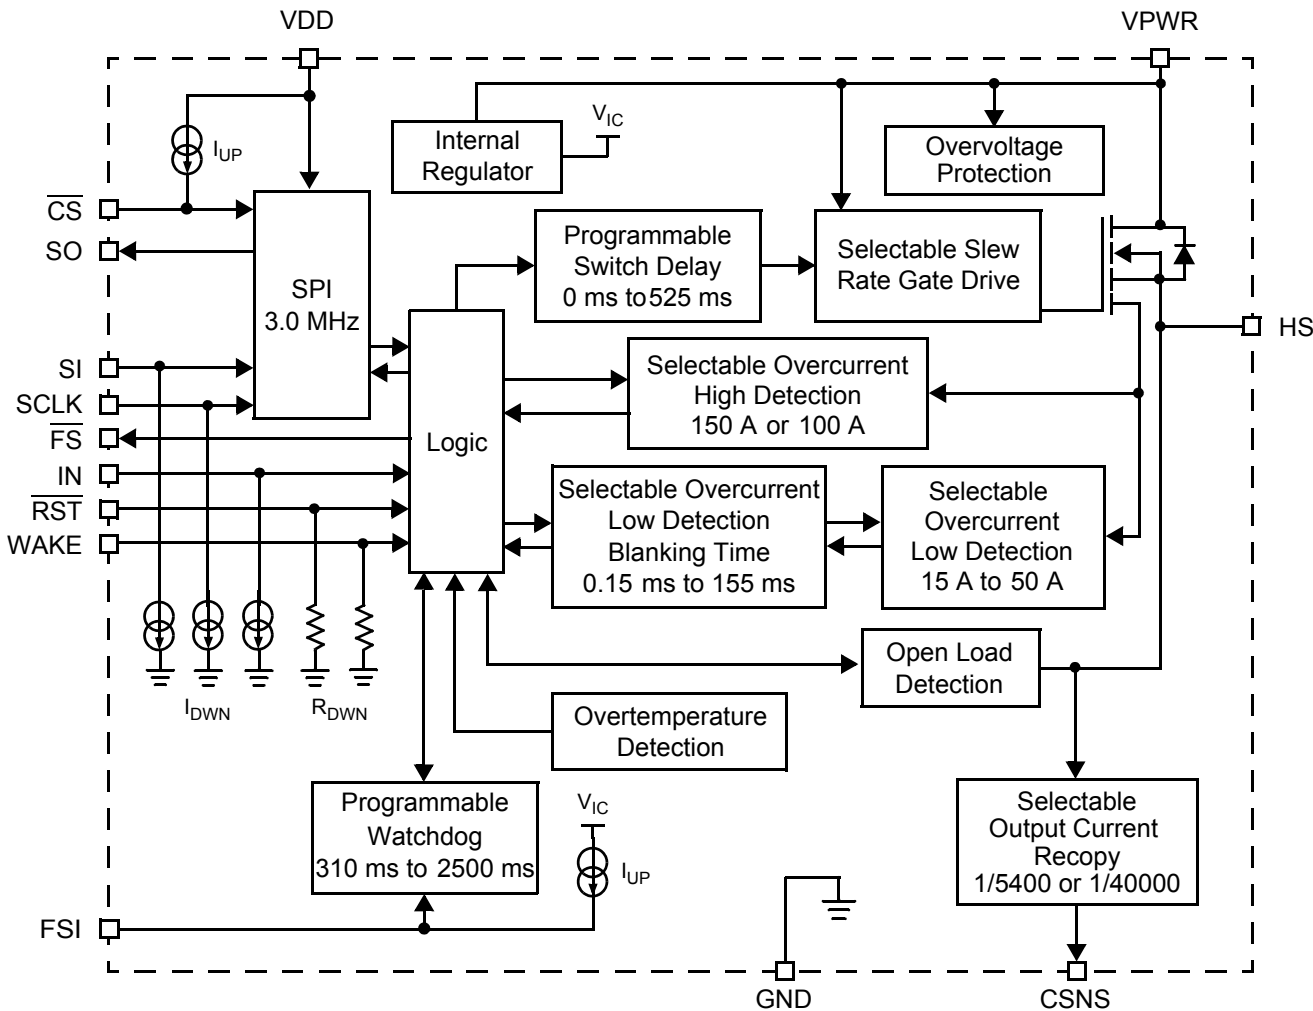 VDD
VPWR
Internal
Regulator
VIC
Overvoltage
Protection
IUP
CS
SO
SPI
3.0 MHz
Programmable
Switch Delay
0 ms to 525 ms
Selectable Slew
Rate Gate Drive
HS
SI
SCLK
FS
IN
RST
WAKE
Logic
Selectable Overcurrent
High Detection
150 A or 100 A
Selectable Overcurrent
Low Detection
Blanking Time
0.15 ms to 155 ms
Selectable
Overcurrent
Low Detection
15 A to 50 A
IDWN
RDWN
Open Load
Detection
Overtemperature
Detection
Programmable
Watchdog
310 ms to 2500 ms
VIC
IUP
Selectable
Output Current
Recopy
1/5400 or 1/40000
FSI
GND
CSNS